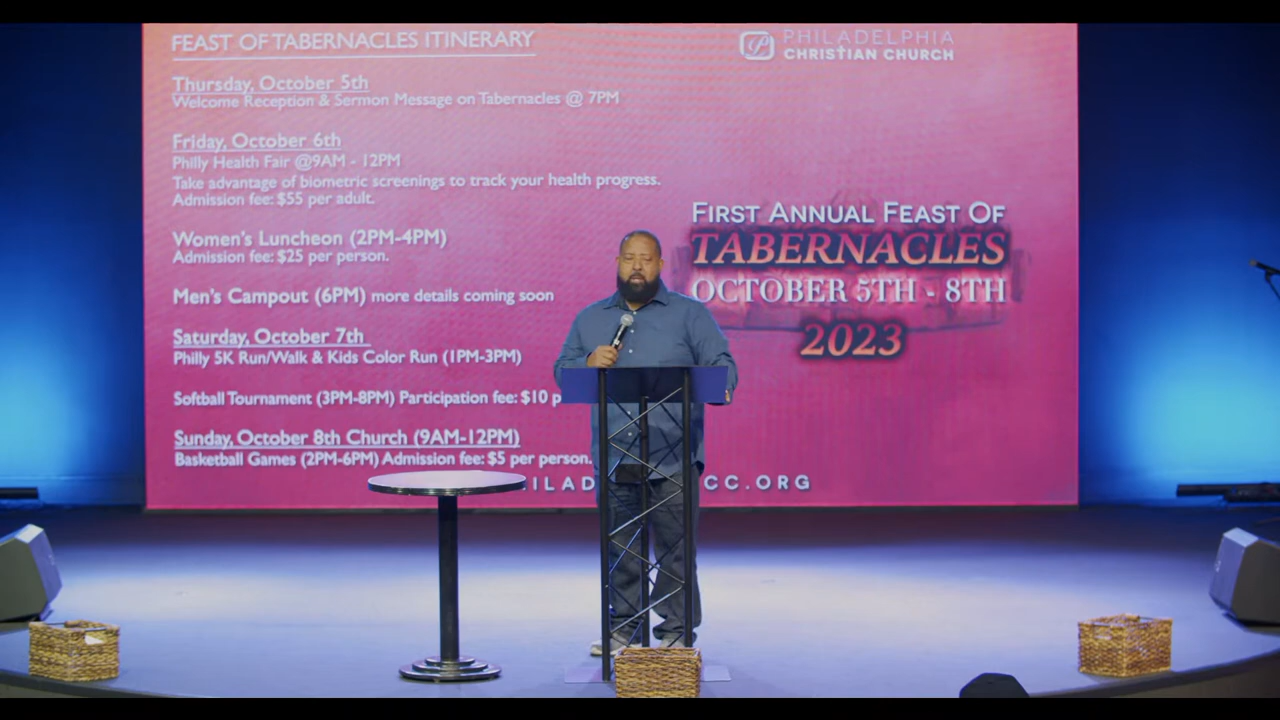 FEAST OF TABERNACLES ITINERARY
Thursday, October 5th
Welcome Reception & Sermon Message on Tabernacles @ 7PM
Friday, October 6th
Philly Health Fair @9AM - 12PM
Take advantage of biometric screenings to track your health progress.
Admission fee: $55 per adult.
Women's Luncheon (2PM-4PM)
Admission fee: $25 per person.
Men's Campout (6PM) more details coming soon
Saturday, October 7th
Philly 5K Run/Walk & Kids Color Run (1PM-3PM)
Softball Tournament (3PM-8PM) Participation fee: $10 p
Sunday, October 8th Church (9AM-12PM)
Basketball Games (2PM-6PM) Admission fee: $5 per person.
PHILADELPHIA
CHRISTIAN CHURCH
FIRST ANNUAL FEAST OF
TABERNACLES
OCTOBER 5TH - 8TH
2023
CC.ORG